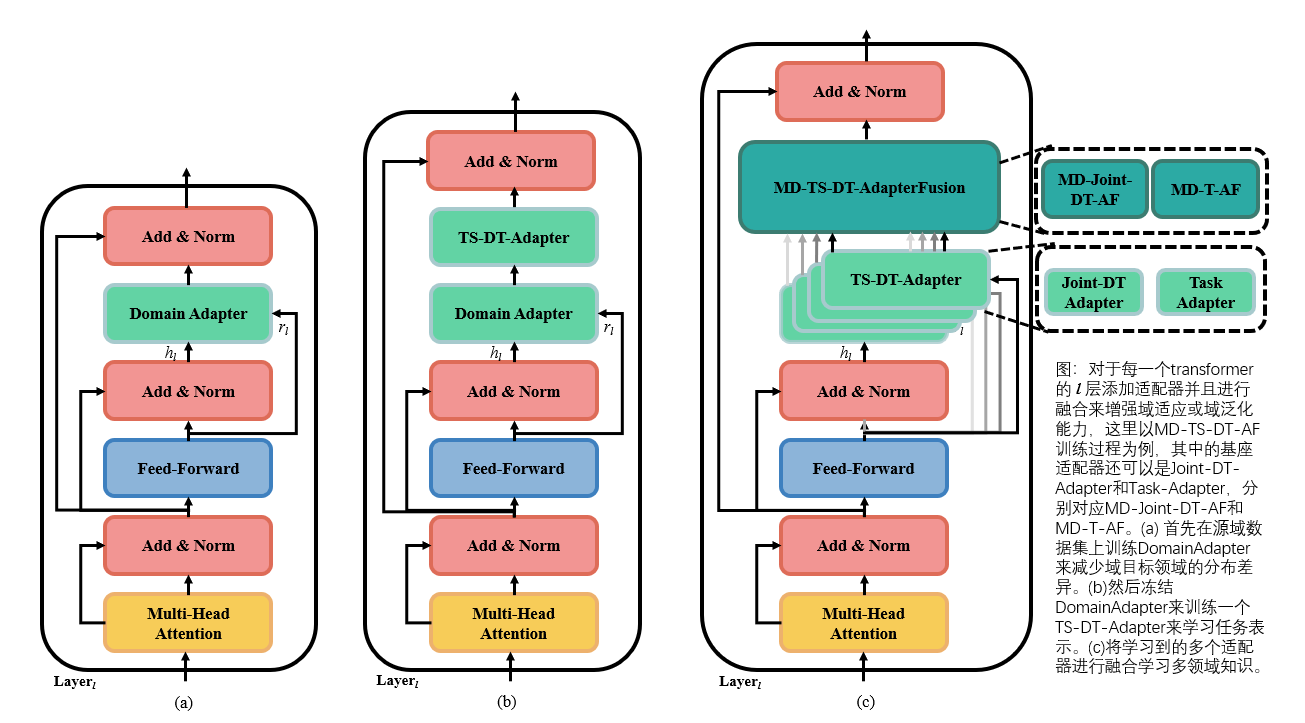 Add & Norm
Domain Adapter
r_l
h_l
Add & Norm
Feed-Forward
Add & Norm
Multi-Head
Attention
Layer_l
(a)
Add & Norm
TS-DT-Adapter
Domain Adapter
r_l
h_l
Add & Norm
Feed-Forward
Add & Norm
Multi-Head
Attention
Layer_l
(b)
Add & Norm
MD-TS-DT-AdapterFusion
TS-DT-Adapter
l
h_l
Add & Norm
Feed-Forward
Add & Norm
Multi-Head
Attention
Layer_l
(c)
MD-Joint-
DT-AF
MD-T-AF
Joint-DT
Adapter
Task
Adapter
图：对于每一个transformer
的 l 层添加适配器并且进行
融合来增强域适应或域泛化
能力，这里以MD-TS-DT-AF
训练过程为例，其中的基座
适配器还可以是Joint-DT-
Adapter和Task-Adapter，分
别对应MD-Joint-DT-AF和
MD-T-AF。(a) 首先在源域数
据集上训练DomainAdapter
来减少域目标领域的分布差
异。(b)然后冻结
DomainAdapter来训练一个
TS-DT-Adapter来学习任务表
示。(c)将学习到的多个适配
器进行融合学习多领域知识。